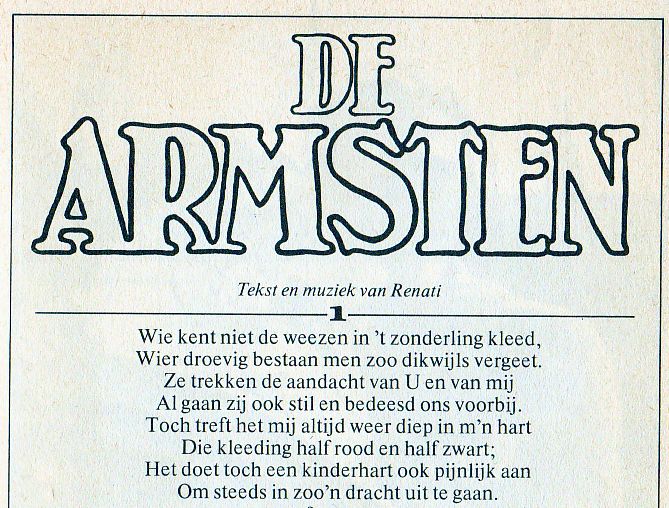 DE
ARMSTEN
Tekst en muziek van Renati
1
Wie kent niet de weezen in 't zonderling kleed,
Wier droevig bestaan men zoo dikwijls vergeet.
Ze trekken de aandacht van U en van mij
Al gaan zij ook stil en bedeesd ons voorbij.
Toch treft het mij altijd weer diep in m'n hart
Die kleeding half rood en half zwart;
Het doet toch een kinderhart ook pijnlijk aan
Om steeds in zoo'n dracht uit te gaan.